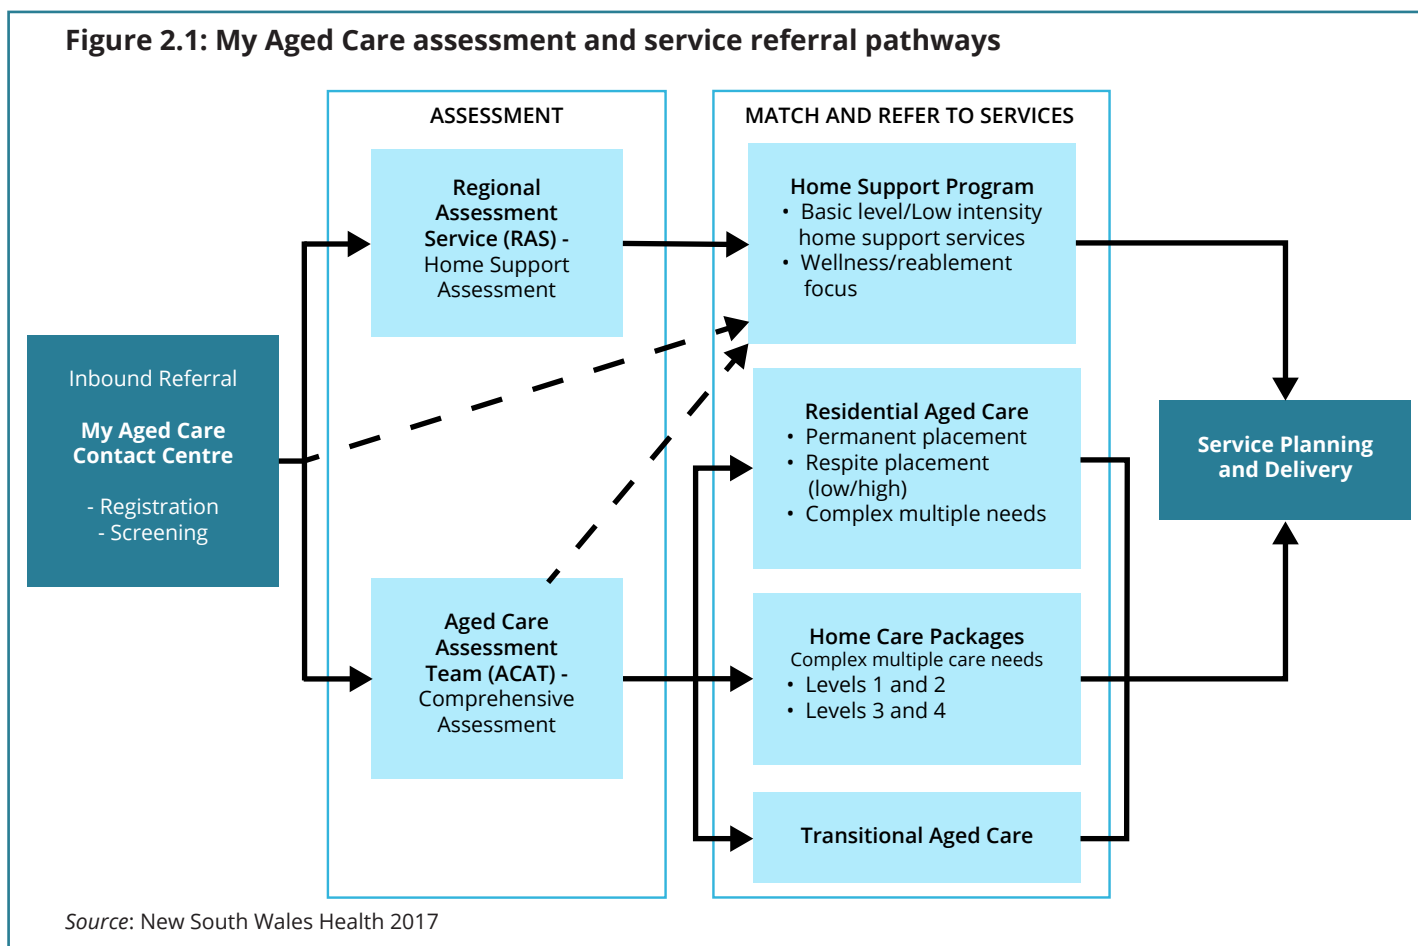 Figure 2.1: My Aged Care assessment and service referral pathways
ASSESSMENT
MATCH AND REFER TO SERVICES
Inbound Referral
My Aged Care
Contact Centre
- Registration
- Screening
Regional
Assessment
Service (RAS) -
Home Support
Assessment
Aged Care
Assessment
Team (ACAT) -
Comprehensive
Assessment
Home Support Program
• Basic level/Low intensity
home support services
• Wellness/reablement
focus
Residential Aged Care
• Permanent placement
• Respite placement
(low/high)
• Complex multiple needs
Home Care Packages
Complex multiple care needs
• Levels 1 and 2
• Levels 3 and 4
Transitional Aged Care
Service Planning
and Delivery
Source: New South Wales Health 2017